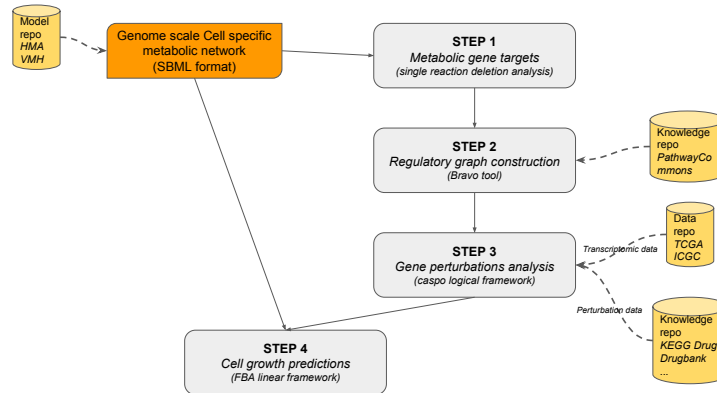 Model
repo
HMA
VMH
Genome scale Cell specific
metabolic network
(SBML format)
STEP 1
Metabolic gene targets
(single reaction deletion analysis)
STEP 2
Regulatory graph construction
(Bravo tool)
Knowledge
repo
PathwayCo
mmons
STEP 3
Gene perturbations analysis
(caspo logical framework)
Transcriptomic data
Data
repo
TCGA
ICGC
Perturbation data
Knowledge
repo
KEGG Drug
Drugbank
...
STEP 4
Cell growth predictions
(FBA linear framework)